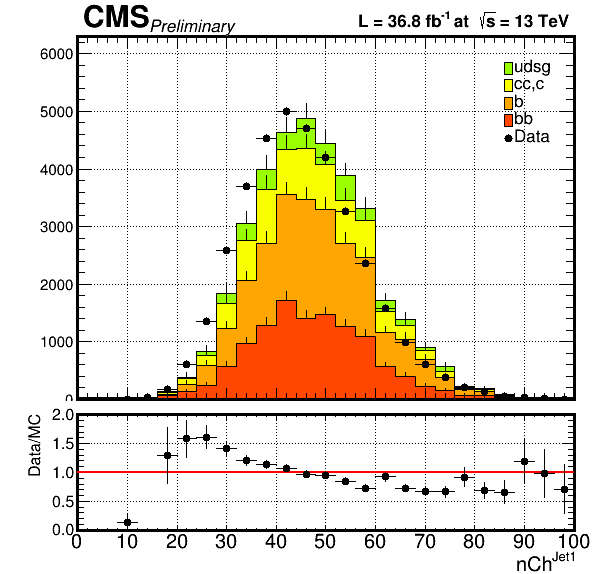 CMS Preliminary L = 36.8 fb⁻¹ at √s = 13 TeV
6000
udsg
cc,c
b
bb
Data
5000
4000
3000
2000
1000
0
Data/MC
2.0
1.5
1.0
0.5
0.0
0 10 20 30 40 50 60 70 80 90 100
nCh^Jet1